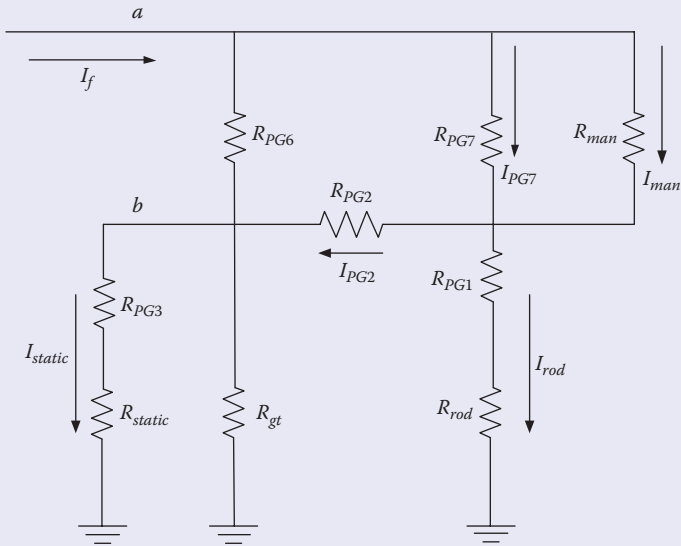 a
I_f
R_PG6
R_PG7
R_man
I_PG7
I_man
R_PG2
b
I_PG2
R_PG1
R_PG3
I_static
I_rod
R_static
R_gt
R_rod